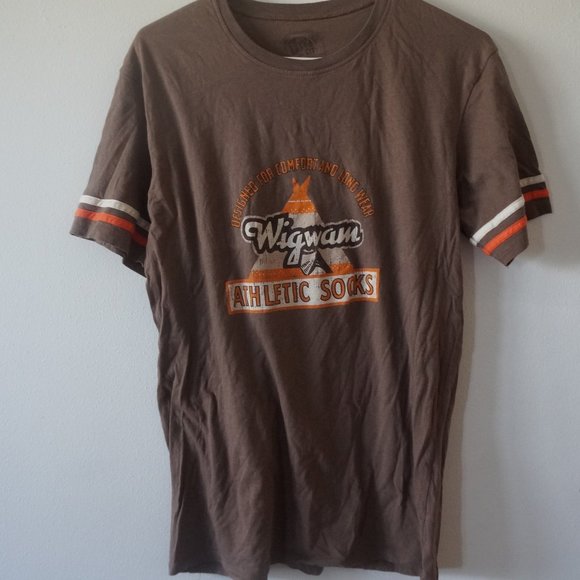 DESIGNED FOR COMFORT AND LONG WEAR
Wigwam
ATHLETIC SOCKS